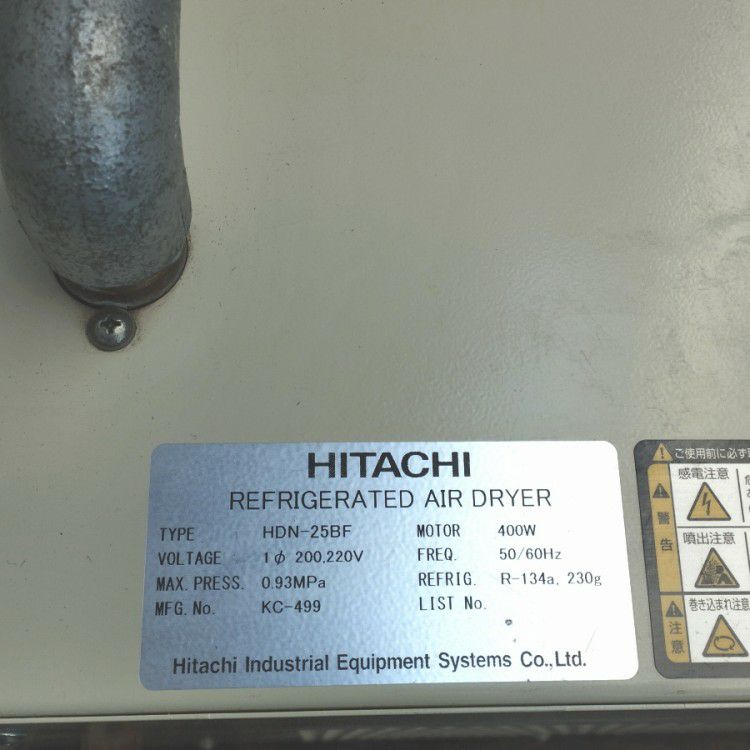 HITACHI
REFRIGERATED AIR DRYER
TYPE HDN-25BF MOTOR 400W
VOLTAGE 1φ 200,220V FREQ. 50/60Hz
MAX. PRESS. 0.93MPa REFRIG. R-134a, 230g
MFG. No. KC-499 LIST No.
Hitachi Industrial Equipment Systems Co.,Ltd.
ご使用前に必ず
警告
感電注意
噴出注意
注意
巻き込まれ注意